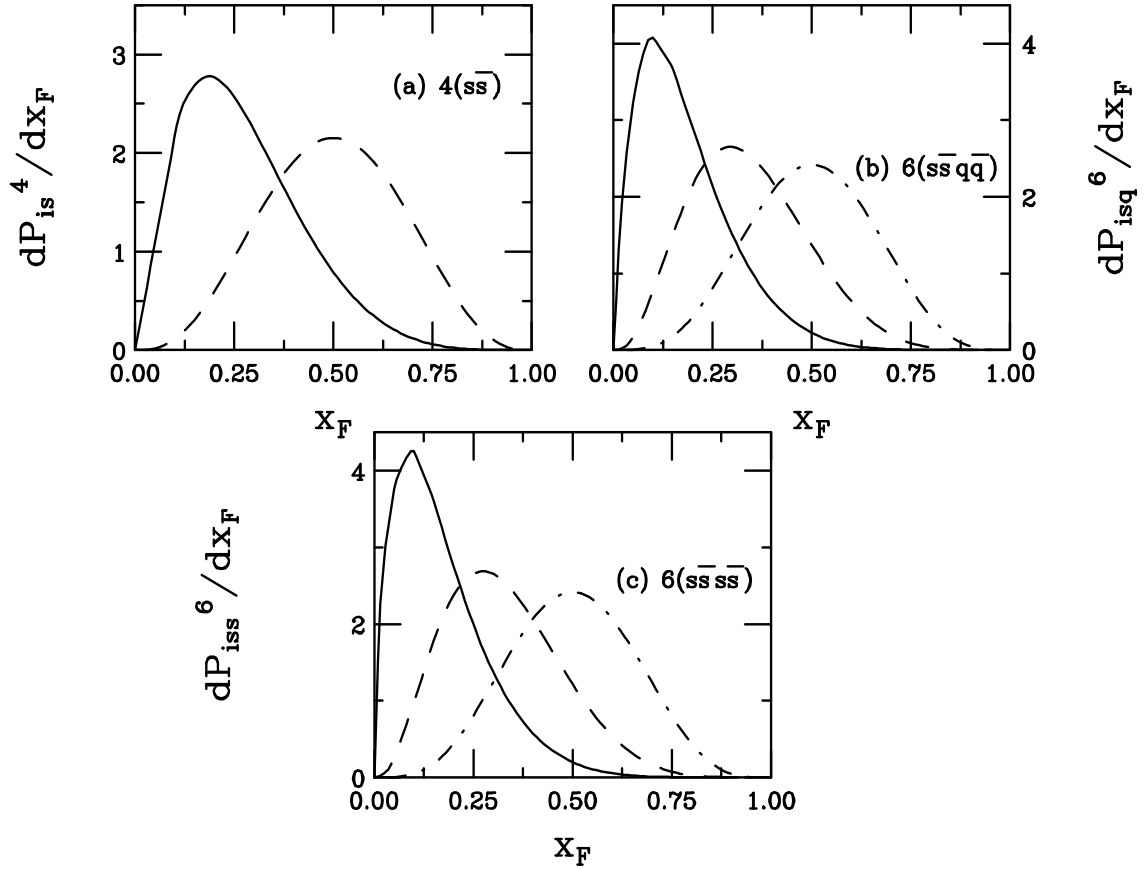 dP_is^4/dx_F
3
2
1
0
(a) 4(ss̅)
0.00 0.25 0.50 0.75 1.00
x_F
(b) 6(ss̅qq̅)
4
2
0
dP_isq^6/dx_F
0.00 0.25 0.50 0.75 1.00
x_F
dP_iss^6/dx_F
4
2
0
(c) 6(ss̅ss̅)
0.00 0.25 0.50 0.75 1.00
x_F